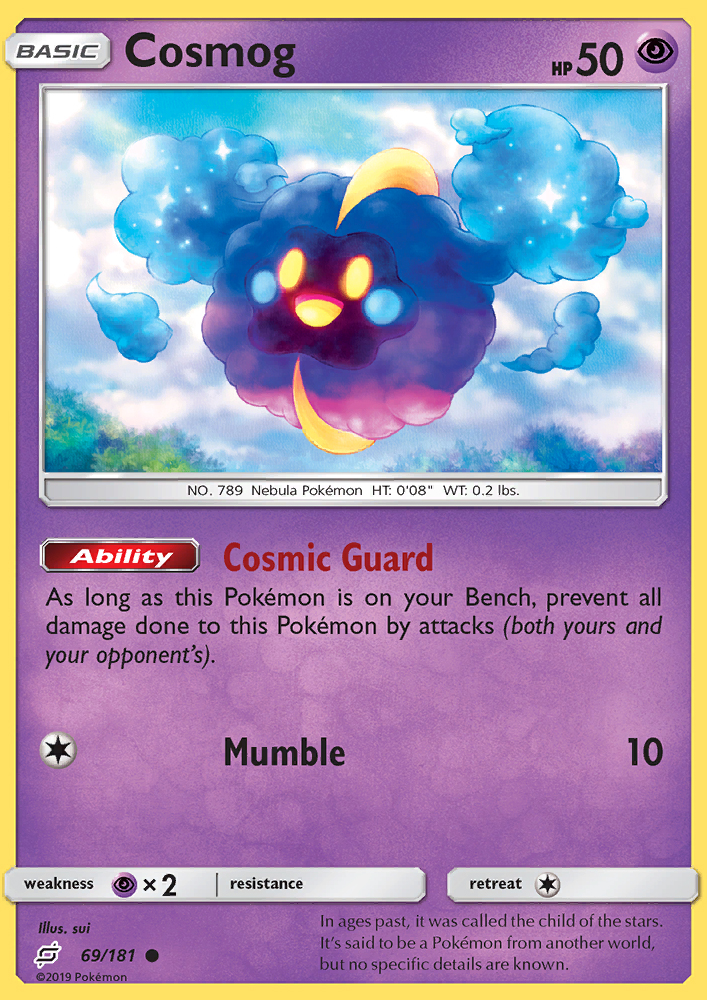 BASIC Cosmog HP 50
NO. 789 Nebula Pokémon HT: 0'08" WT: 0.2 lbs.
Ability Cosmic Guard
As long as this Pokémon is on your Bench, prevent all
damage done to this Pokémon by attacks (both yours and
your opponent's).
Mumble 10
weakness ×2 resistance retreat
Illus. sui
69/181
©2019 Pokémon
In ages past, it was called the child of the stars.
It's said to be a Pokémon from another world,
but no specific details are known.